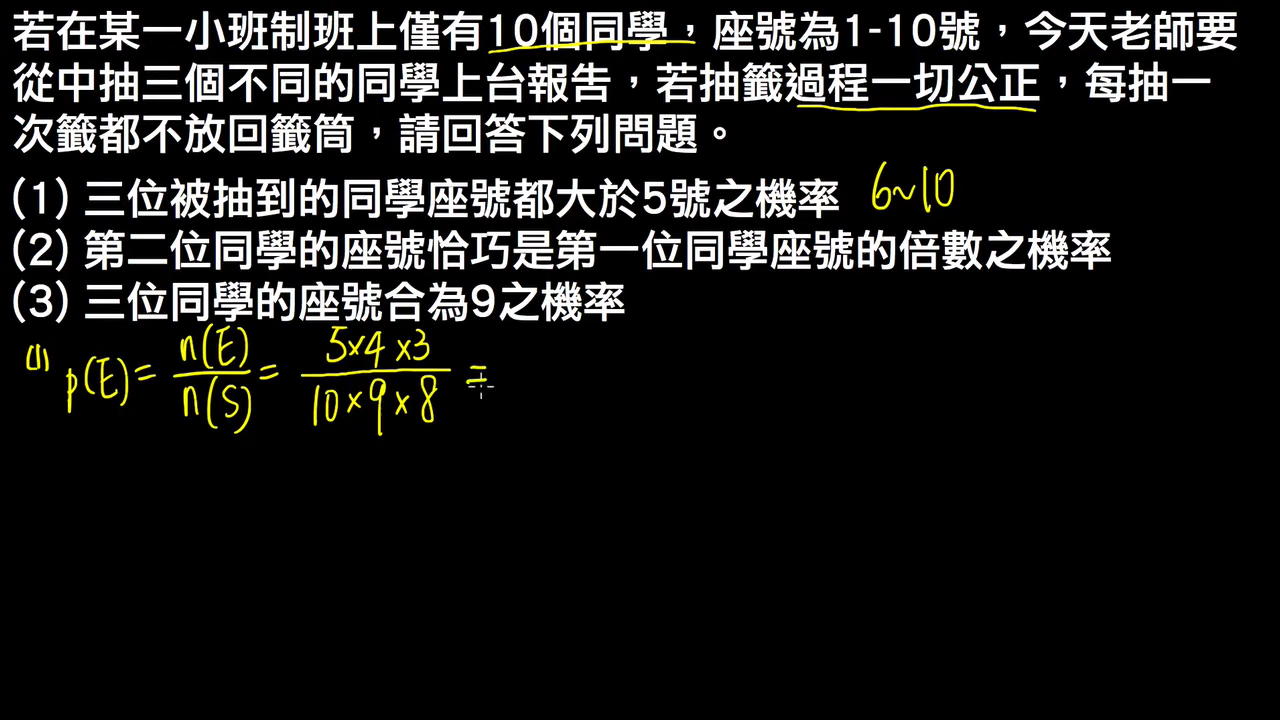 若在某一小班制班上僅有10個同學，座號為1-10號，今天老師要
從中抽三個不同的同學上台報告，若抽籤過程一切公正，每抽一
次籤都不放回籤筒，請回答下列問題。
(1) 三位被抽到的同學座號都大於5號之機率 6~10
(2) 第二位同學的座號恰巧是第一位同學座號的倍數之機率
(3) 三位同學的座號合為9之機率
(1) p(E) = n(E)/n(S) = 5×4×3/10×9×8 =